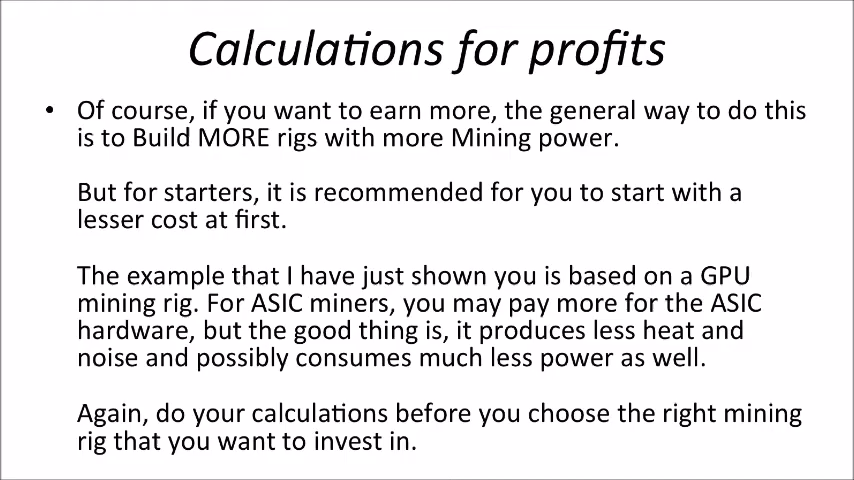 Calculations for profits
• Of course, if you want to earn more, the general way to do this
is to Build MORE rigs with more Mining power.
But for starters, it is recommended for you to start with a
lesser cost at first.
The example that I have just shown you is based on a GPU
mining rig. For ASIC miners, you may pay more for the ASIC
hardware, but the good thing is, it produces less heat and
noise and possibly consumes much less power as well.
Again, do your calculations before you choose the right mining
rig that you want to invest in.